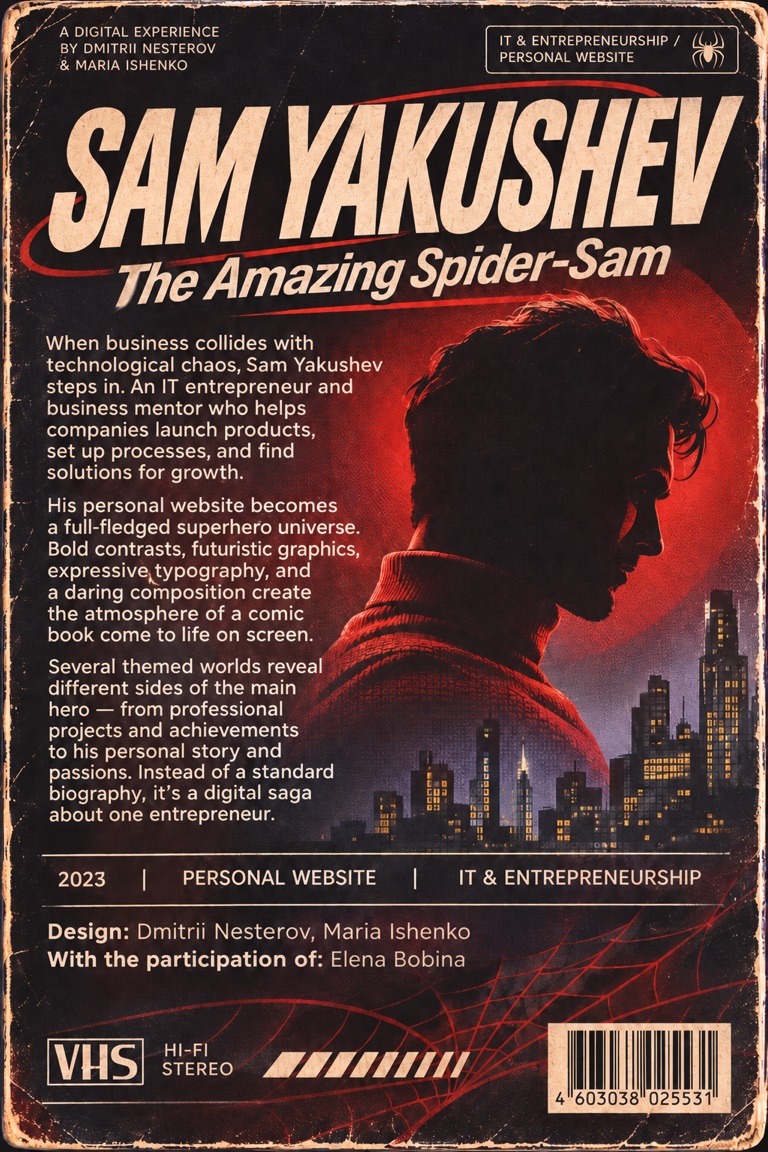 A DIGITAL EXPERIENCE
BY DMITRII NESTEROV
& MARIA ISHENKO
IT & ENTREPRENEURSHIP /
PERSONAL WEBSITE
SAM YAKUSHEV
The Amazing Spider-Sam
When business collides with
technological chaos, Sam Yakushev
steps in. An IT entrepreneur and
business mentor who helps
companies launch products,
set up processes, and find
solutions for growth.
His personal website becomes
a full-fledged superhero universe.
Bold contrasts, futuristic graphics,
expressive typography, and
a daring composition create
the atmosphere of a comic
book come to life on screen.
Several themed worlds reveal
different sides of the main
hero — from professional
projects and achievements
to his personal story and
passions. Instead of a standard
biography, it's a digital saga
about one entrepreneur.
2023 | PERSONAL WEBSITE | IT & ENTREPRENEURSHIP
Design: Dmitrii Nesterov, Maria Ishenko
With the participation of: Elena Bobina
VHS
HI-FI
STEREO
4 603038 025531